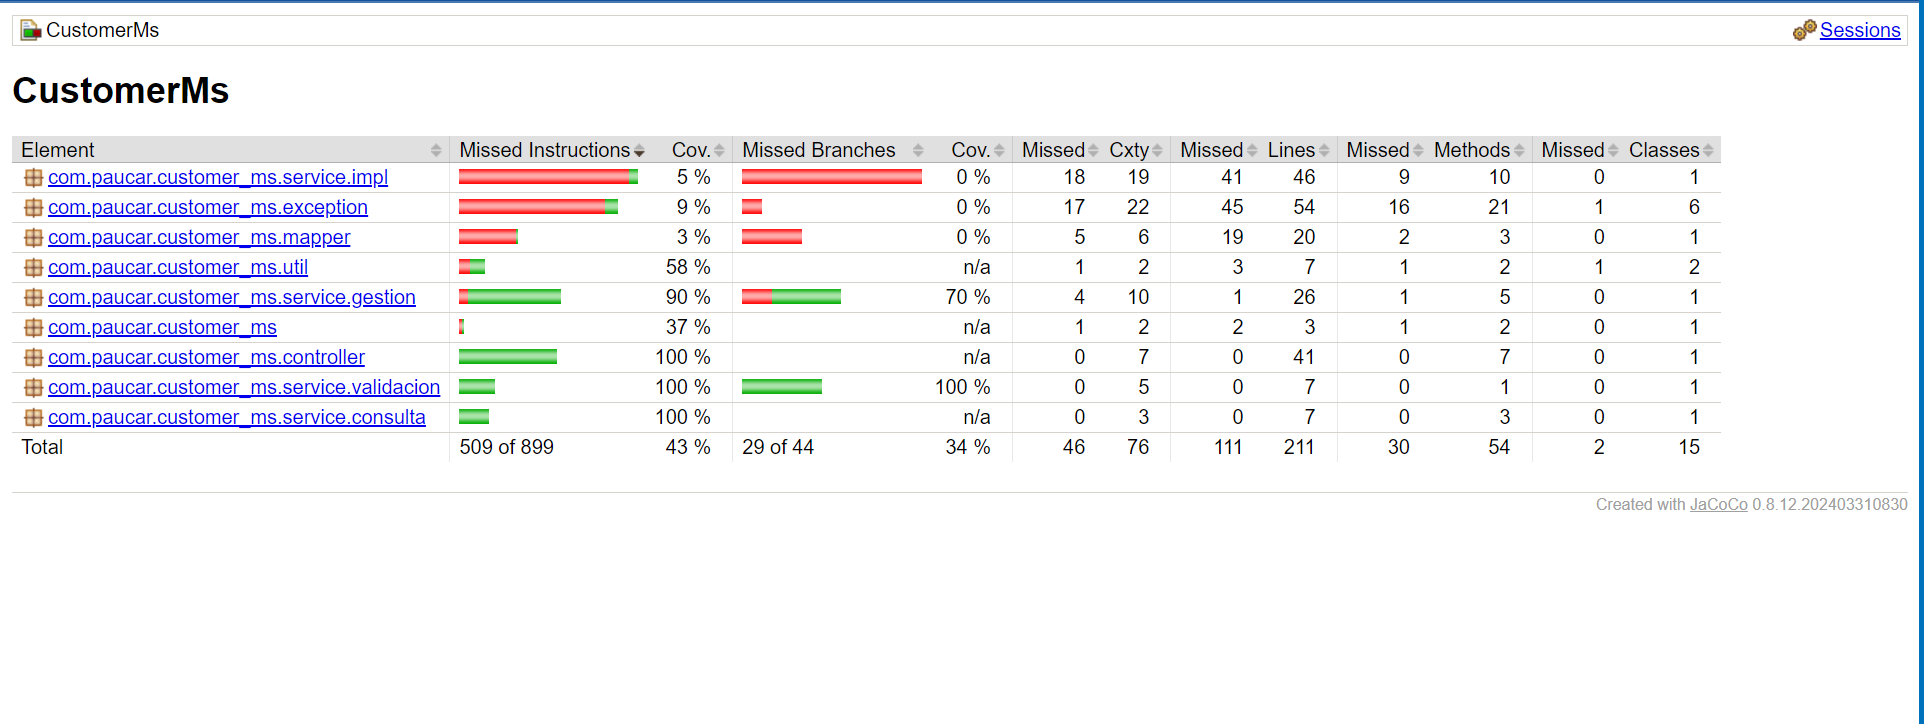 CustomerMs Sessions
CustomerMs
Element Missed Instructions Cov. Missed Branches Cov. Missed Cxty Missed Lines Missed Methods Missed Classes
com.paucar.customer_ms.service.impl 5 % 0 % 18 19 41 46 9 10 0 1
com.paucar.customer_ms.exception 9 % 0 % 17 22 45 54 16 21 1 6
com.paucar.customer_ms.mapper 3 % 0 % 5 6 19 20 2 3 0 1
com.paucar.customer_ms.util 58 % n/a 1 2 3 7 1 2 1 2
com.paucar.customer_ms.service.gestion 90 % 70 % 4 10 1 26 1 5 0 1
com.paucar.customer_ms 37 % n/a 1 2 2 3 1 2 0 1
com.paucar.customer_ms.controller 100 % n/a 0 7 0 41 0 7 0 1
com.paucar.customer_ms.service.validacion 100 % 100 % 0 5 0 7 0 1 0 1
com.paucar.customer_ms.service.consulta 100 % n/a 0 3 0 7 0 3 0 1
Total 509 of 899 43 % 29 of 44 34 % 46 76 111 211 30 54 2 15
Created with JaCoCo 0.8.12.202403310830